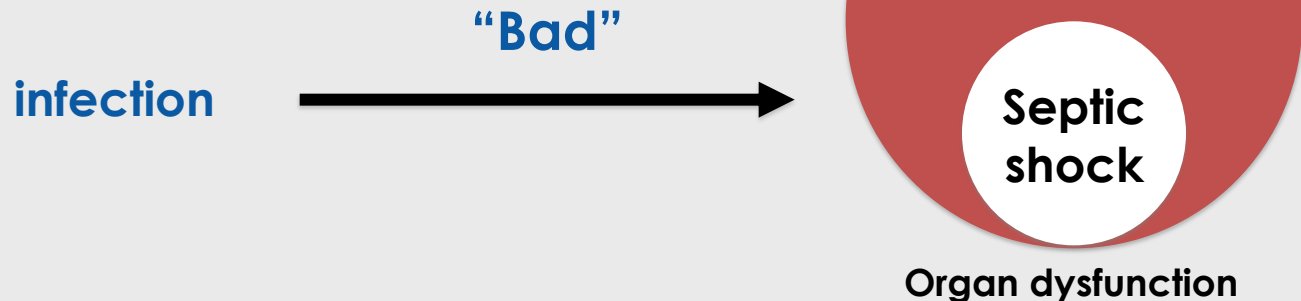 “Bad”
infection
Septic
shock
Organ dysfunction